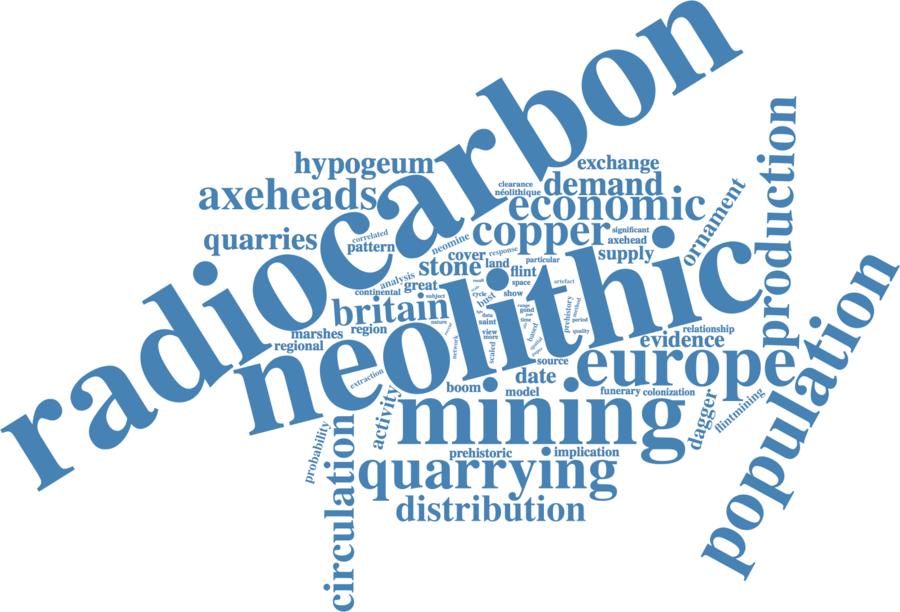 radiocarbon
neolithic
hypogeum
exchange
axeheads
clearance
néolithique
demand
economic
ornament
production
quarries
correlated
pattern
neomine
copper
significant
axehead
supply
cover
response
stone
land
particular
flint
analysis
great
continental
subject
result
space
artefact
cycle
bust
show
prehistory
method
britain
range
gond
data
time
period
saint
nature
marshes
region
regional
view
more
based
quality
relationship
evidence
network
scaled
spatial
source
europe
population
extraction
date
boom
model
funerary
colonization
dagger
flintmining
activity
mining
probability
circulation
prehistoric
implication
quarrying
distribution